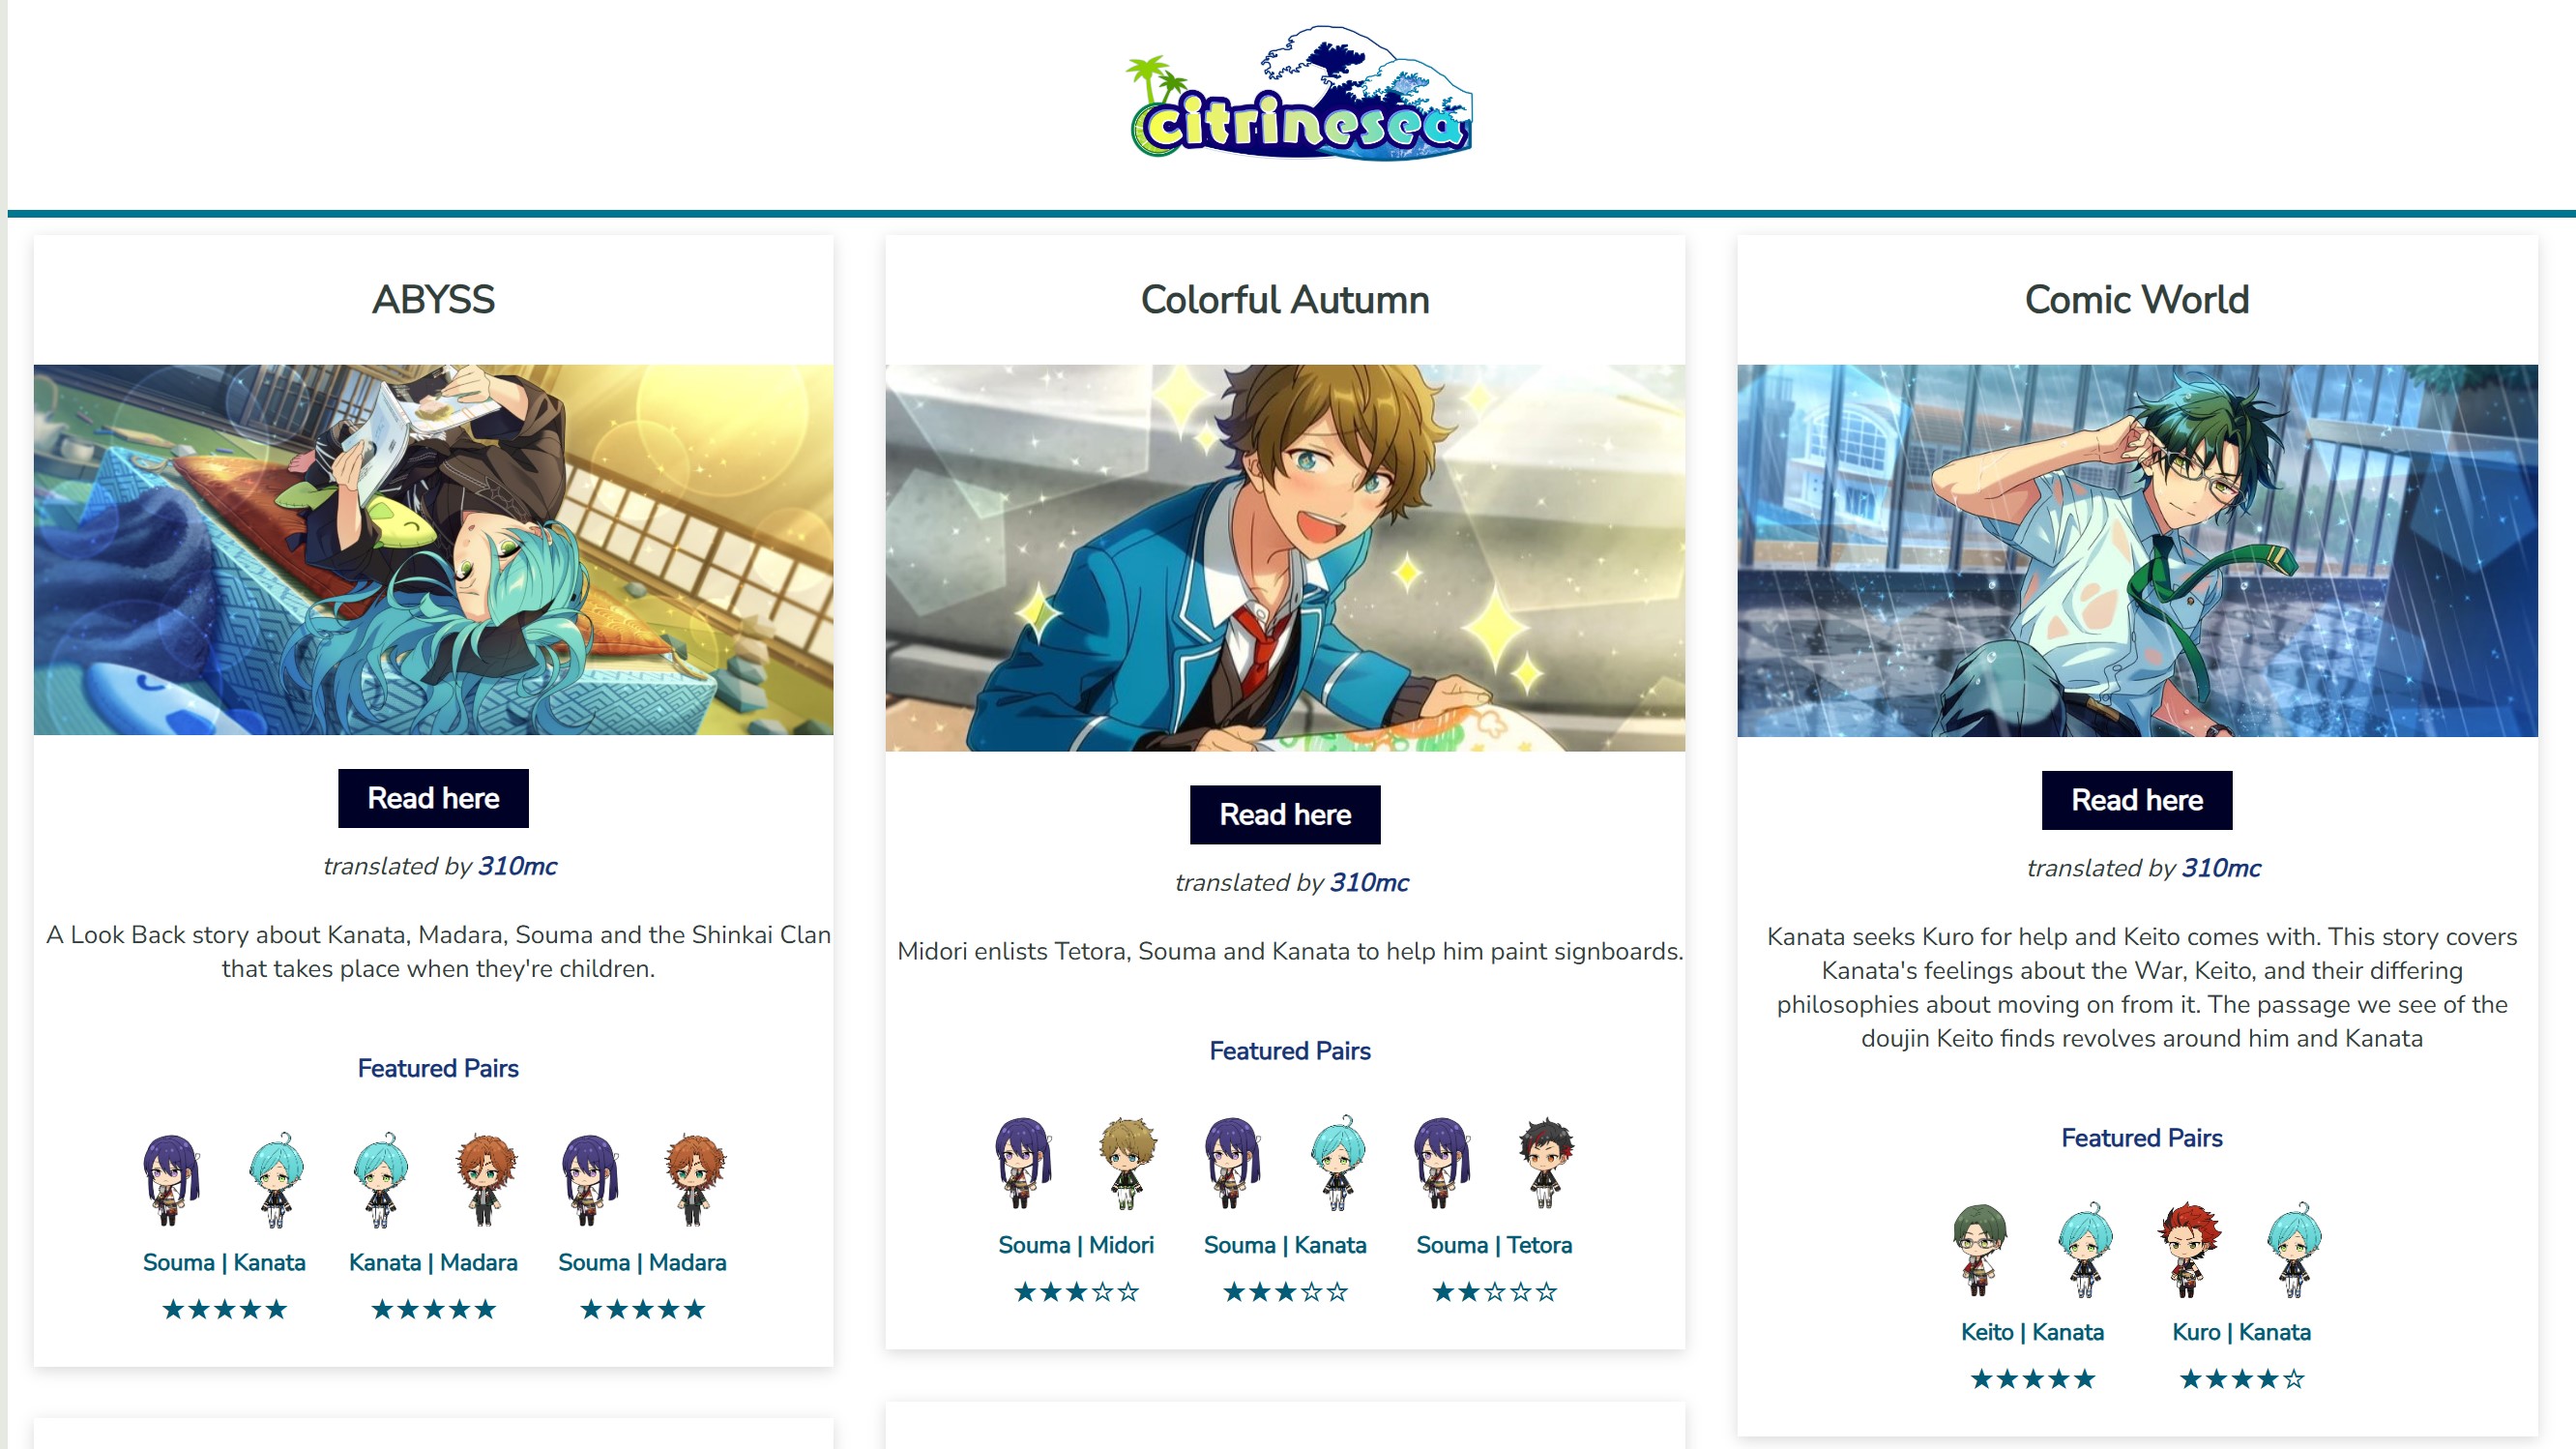 citrinesea
ABYSS
Read here
translated by 310mc
A Look Back story about Kanata, Madara, Souma and the Shinkai Clan
that takes place when they're children.
Featured Pairs
Souma | Kanata
Kanata | Madara
Souma | Madara
★★★★★
★★★★★
★★★★★
Colorful Autumn
Read here
translated by 310mc
Midori enlists Tetora, Souma and Kanata to help him paint signboards.
Featured Pairs
Souma | Midori
Souma | Kanata
Souma | Tetora
★★★☆☆
★★★☆☆
★★☆☆☆
Comic World
Read here
translated by 310mc
Kanata seeks Kuro for help and Keito comes with. This story covers
Kanata's feelings about the War, Keito, and their differing
philosophies about moving on from it. The passage we see of the
doujin Keito finds revolves around him and Kanata
Featured Pairs
Keito | Kanata
Kuro | Kanata
★★★★★
★★★★☆